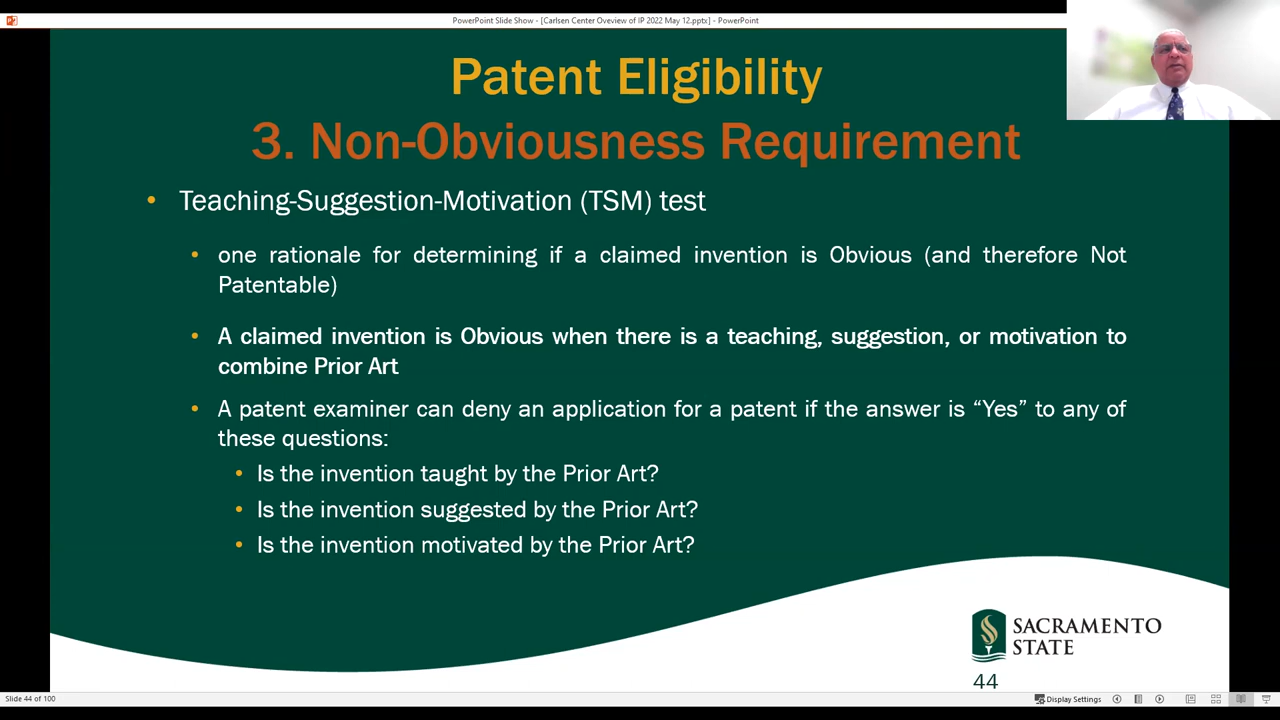 PowerPoint Slide Show - [Carlsen Center Oveview of IP 2022 May 12.pptx] - PowerPoint
Patent Eligibility
3. Non-Obviousness Requirement
• Teaching-Suggestion-Motivation (TSM) test
• one rationale for determining if a claimed invention is Obvious (and therefore Not
Patentable)
• A claimed invention is Obvious when there is a teaching, suggestion, or motivation to
combine Prior Art
• A patent examiner can deny an application for a patent if the answer is “Yes” to any of
these questions:
• Is the invention taught by the Prior Art?
• Is the invention suggested by the Prior Art?
• Is the invention motivated by the Prior Art?
SACRAMENTO
STATE
44
Slide 44 of 100
Display Settings